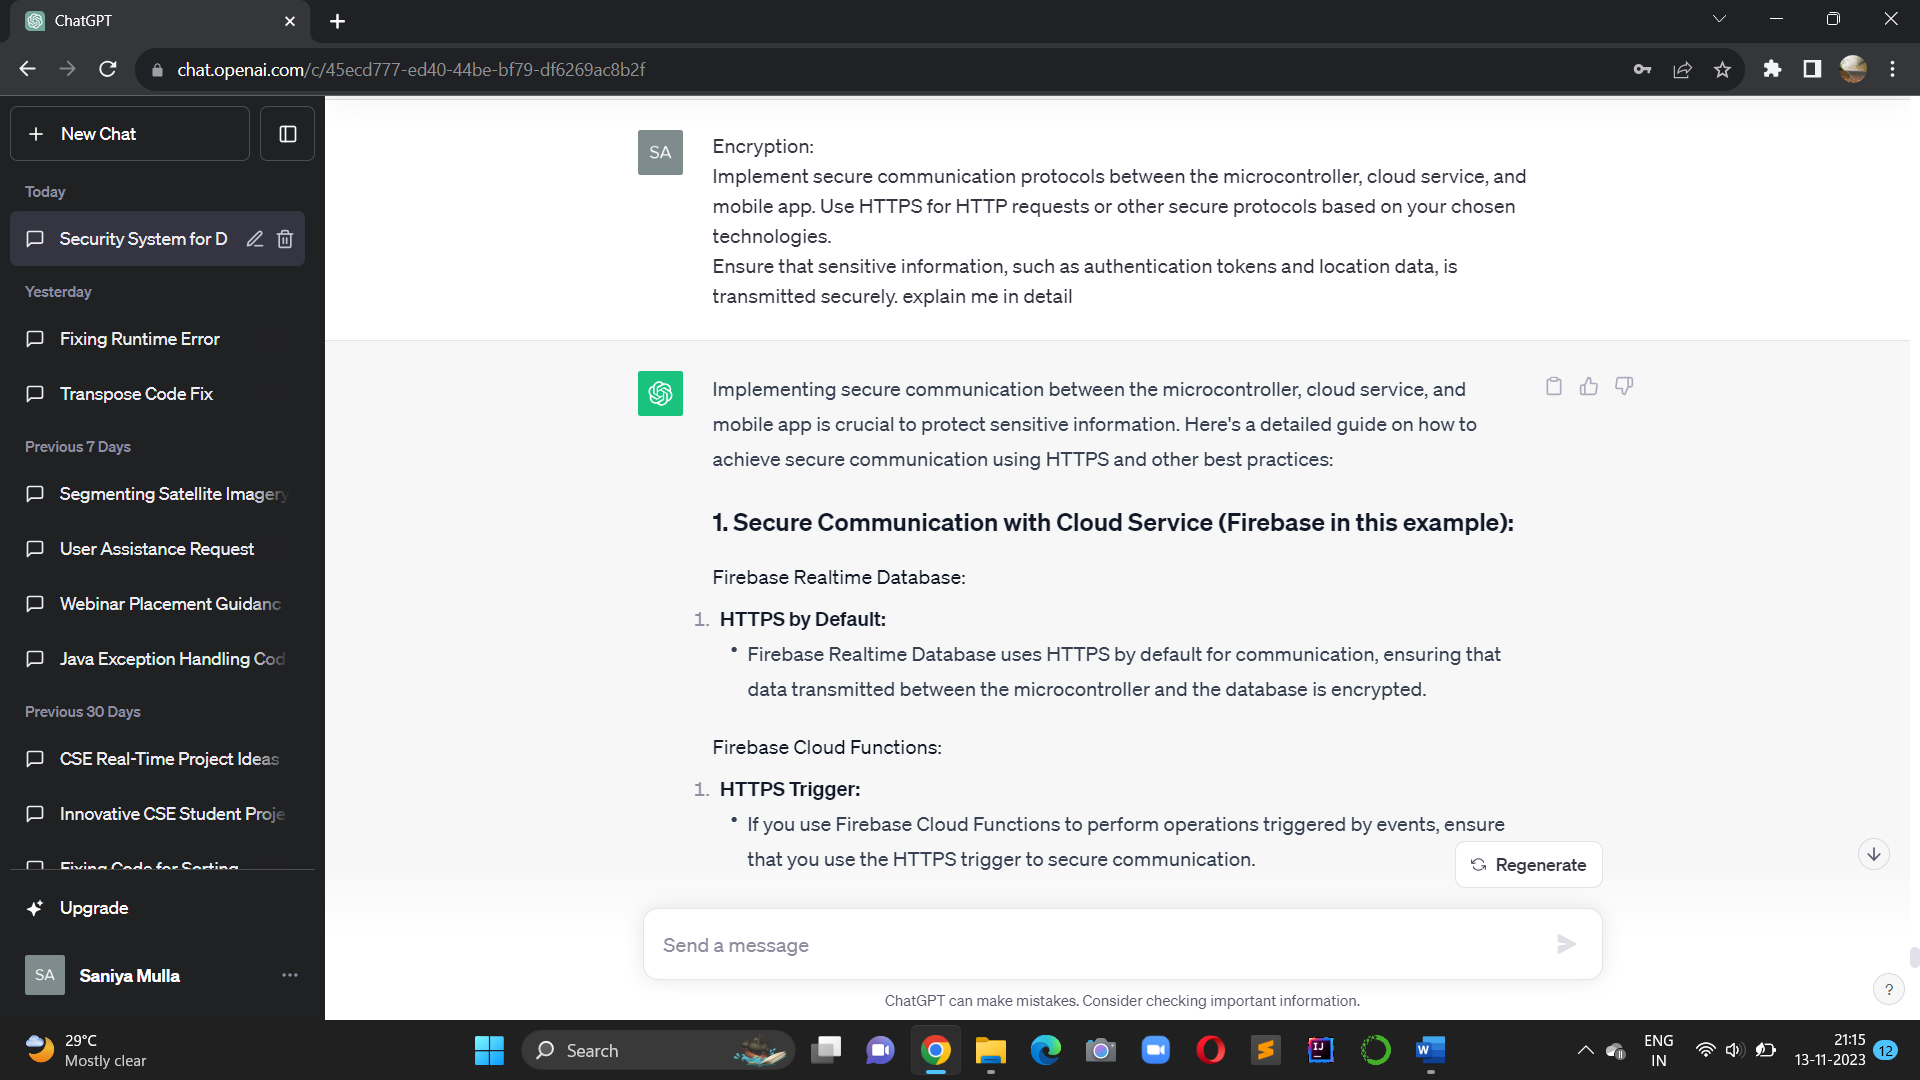 ChatGPT
chat.openai.com/c/45ecd777-ed40-44be-bf79-df6269ac8b2f
New Chat
Today
Security System for D
Yesterday
Fixing Runtime Error
Transpose Code Fix
Previous 7 Days
Segmenting Satellite Imagery
User Assistance Request
Webinar Placement Guidanc
Java Exception Handling Cod
Previous 30 Days
CSE Real-Time Project Ideas
Innovative CSE Student Proje
Fixing Code for Sorting
Upgrade
SA
Saniya Mulla
SA
Encryption:
Implement secure communication protocols between the microcontroller, cloud service, and
mobile app. Use HTTPS for HTTP requests or other secure protocols based on your chosen
technologies.
Ensure that sensitive information, such as authentication tokens and location data, is
transmitted securely. explain me in detail
Implementing secure communication between the microcontroller, cloud service, and
mobile app is crucial to protect sensitive information. Here's a detailed guide on how to
achieve secure communication using HTTPS and other best practices:
1. Secure Communication with Cloud Service (Firebase in this example):
Firebase Realtime Database:
1. HTTPS by Default:
• Firebase Realtime Database uses HTTPS by default for communication, ensuring that
data transmitted between the microcontroller and the database is encrypted.
Firebase Cloud Functions:
1. HTTPS Trigger:
• If you use Firebase Cloud Functions to perform operations triggered by events, ensure
that you use the HTTPS trigger to secure communication.
Regenerate
Send a message
ChatGPT can make mistakes. Consider checking important information.
?
29°C
Mostly clear
Search
IJ
W
ENG
IN
21:15
13-11-2023
12